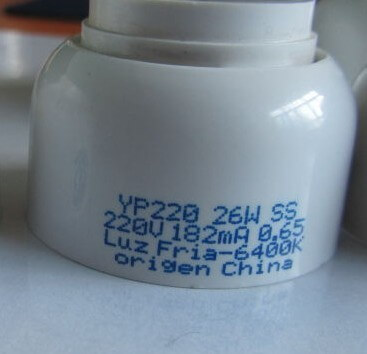 YP220 26W SS
220V 182mA 0,65
Luz Fria-6400K
origen China